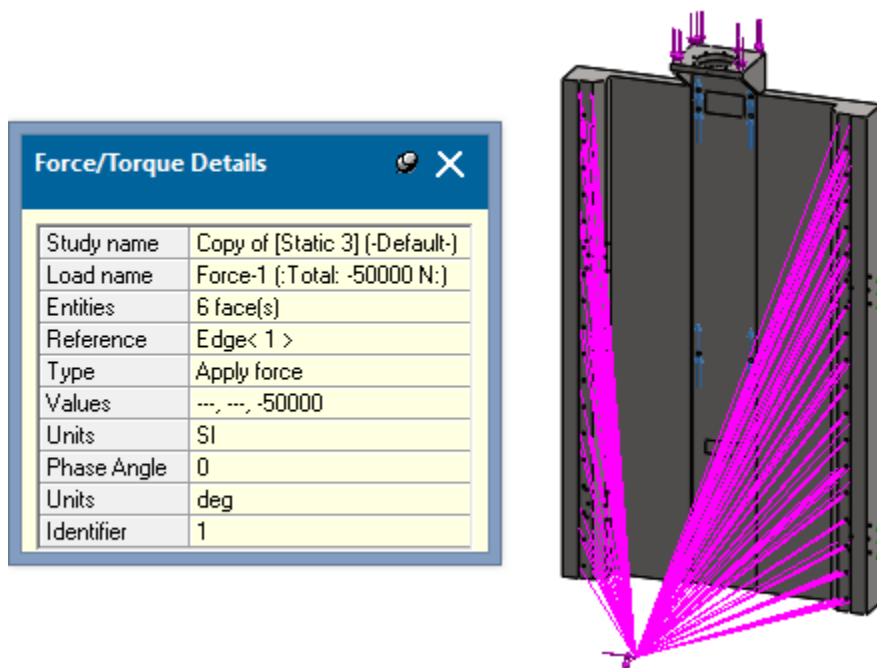 Force/Torque Details
Study name Copy of [Static 3] (-Default-)
Load name Force-1 (:Total: -50000 N:)
Entities 6 face(s)
Reference Edge< 1 >
Type Apply force
Values ---, ---, -50000
Units SI
Phase Angle 0
Units deg
Identifier 1